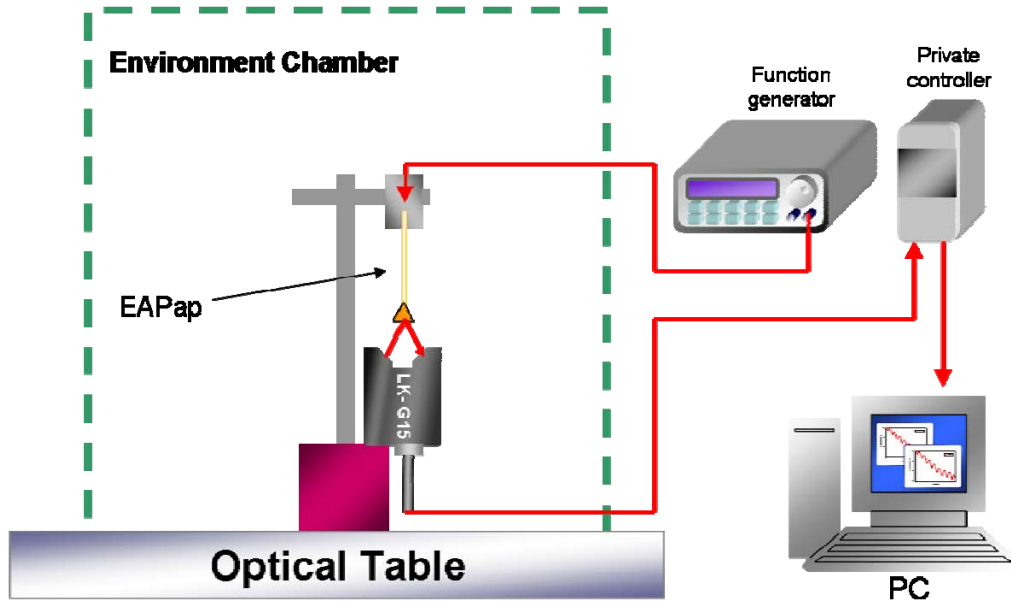 Environment Chamber
Function
generator
Private
controller
EAPap
LK-G15
Optical Table
PC